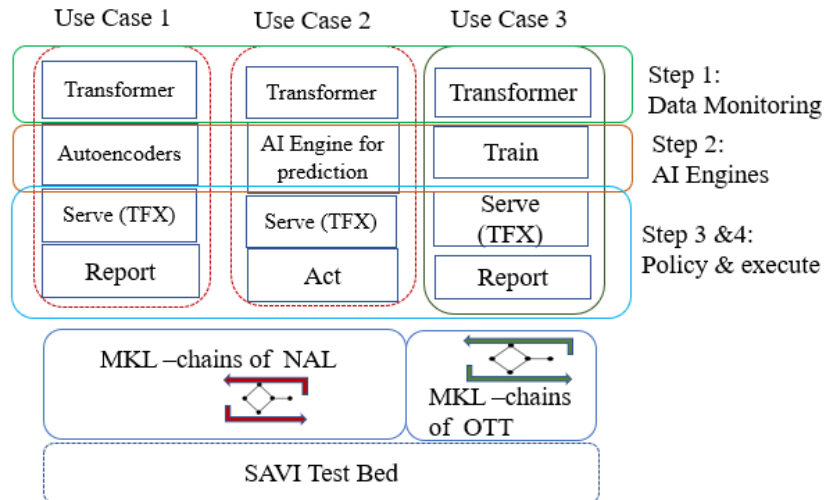 Use Case 1
Use Case 2
Use Case 3
Transformer
Transformer
Transformer
Step 1:
Data Monitoring
Autoencoders
AI Engine for
prediction
Train
Step 2:
AI Engines
Serve (TFX)
Serve (TFX)
Serve
(TFX)
Report
Act
Report
Step 3 &4:
Policy & execute
MKL –chains of NAL
MKL –chains
of OTT
SAVI Test Bed